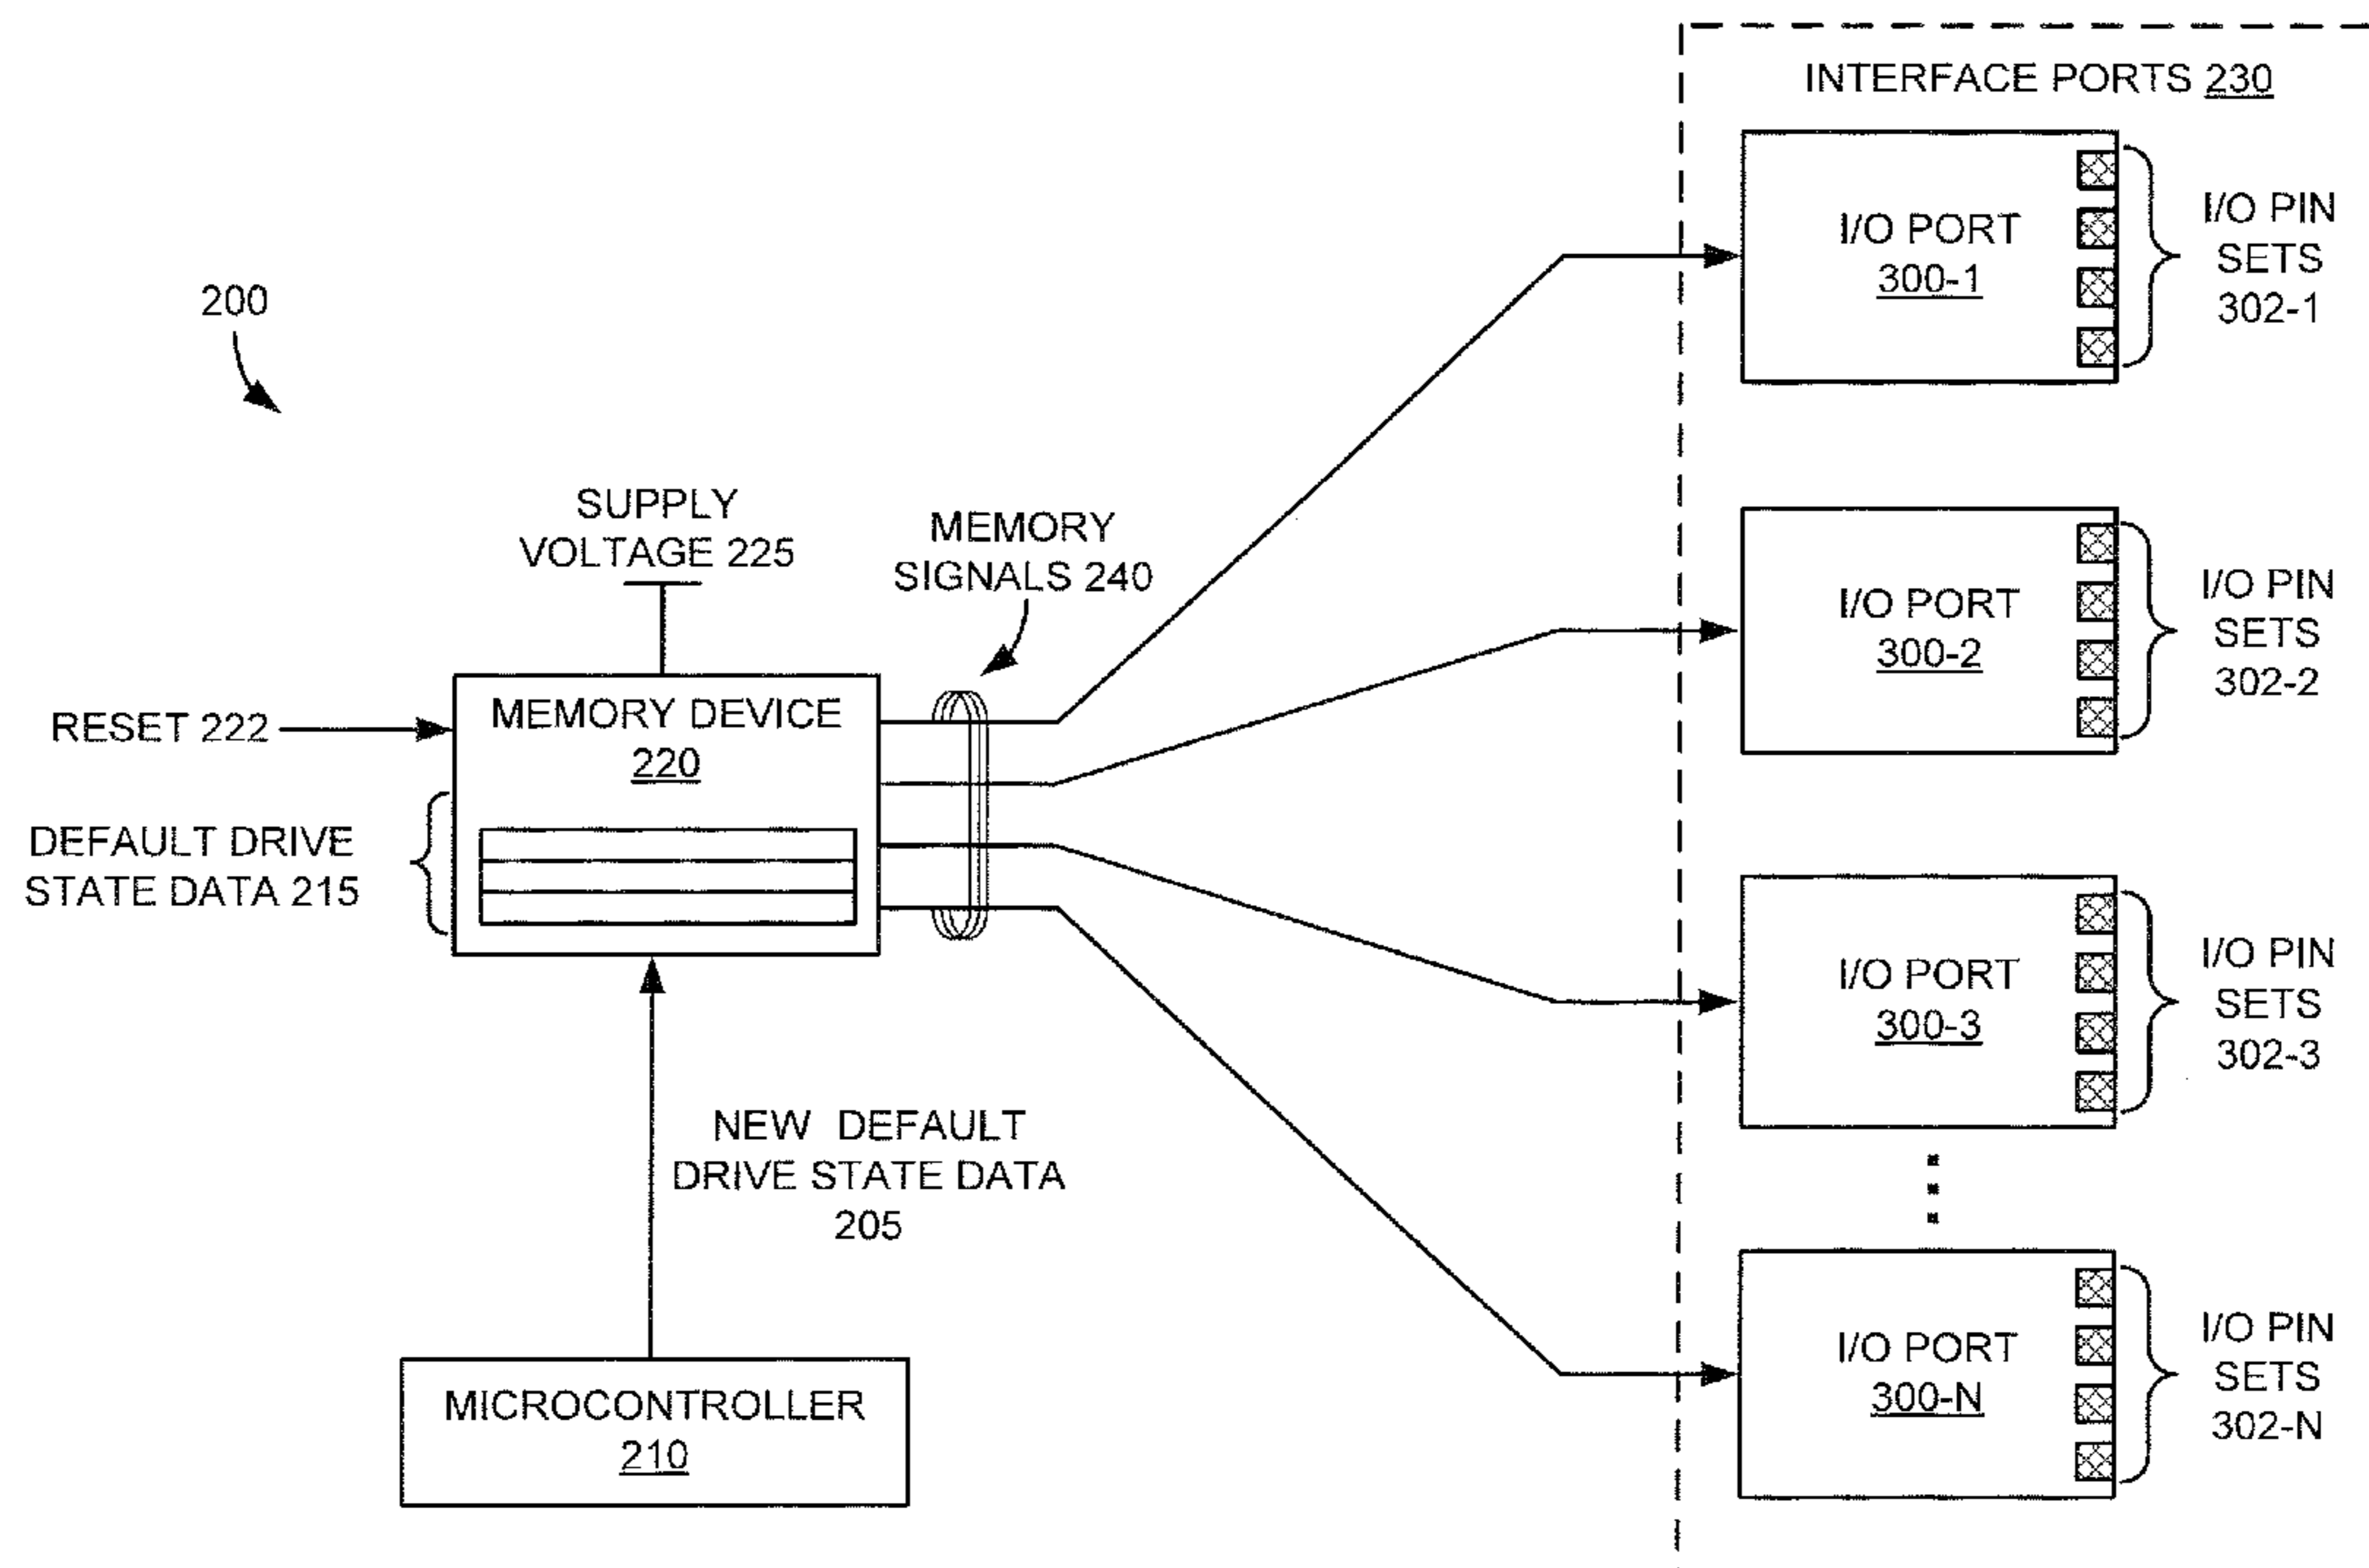 INTERFACE PORTS 230
I/O PORT
300-1
I/O PIN
SETS
302-1
200
SUPPLY
VOLTAGE 225
MEMORY
SIGNALS 240
I/O PORT
300-2
I/O PIN
SETS
302-2
RESET 222
MEMORY DEVICE
220
DEFAULT DRIVE
STATE DATA 215
I/O PORT
300-3
I/O PIN
SETS
302-3
NEW DEFAULT
DRIVE STATE DATA
205
MICROCONTROLLER
210
I/O PORT
300-N
I/O PIN
SETS
302-N